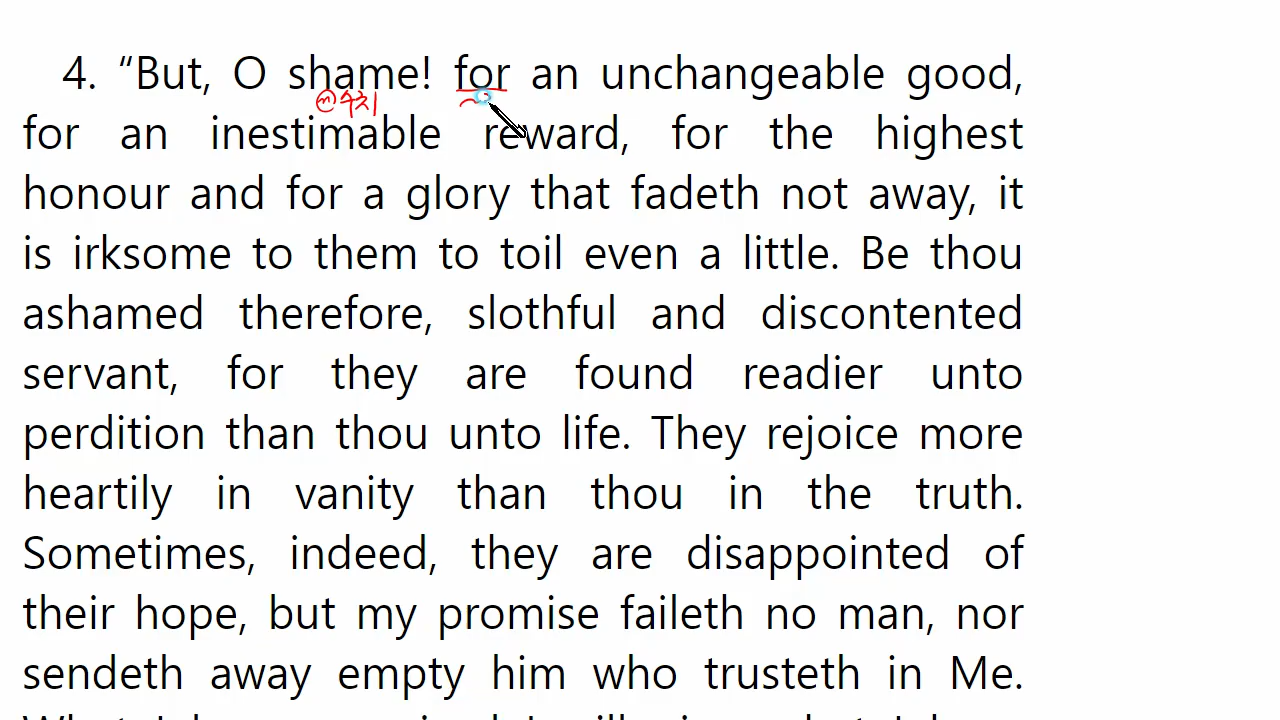 4. “But, O shame! for an unchangeable good,
ⓝ수치
for an inestimable reward, for the highest
honour and for a glory that fadeth not away, it
is irksome to them to toil even a little. Be thou
ashamed therefore, slothful and discontented
servant, for they are found readier unto
perdition than thou unto life. They rejoice more
heartily in vanity than thou in the truth.
Sometimes, indeed, they are disappointed of
their hope, but my promise faileth no man, nor
sendeth away empty him who trusteth in Me.